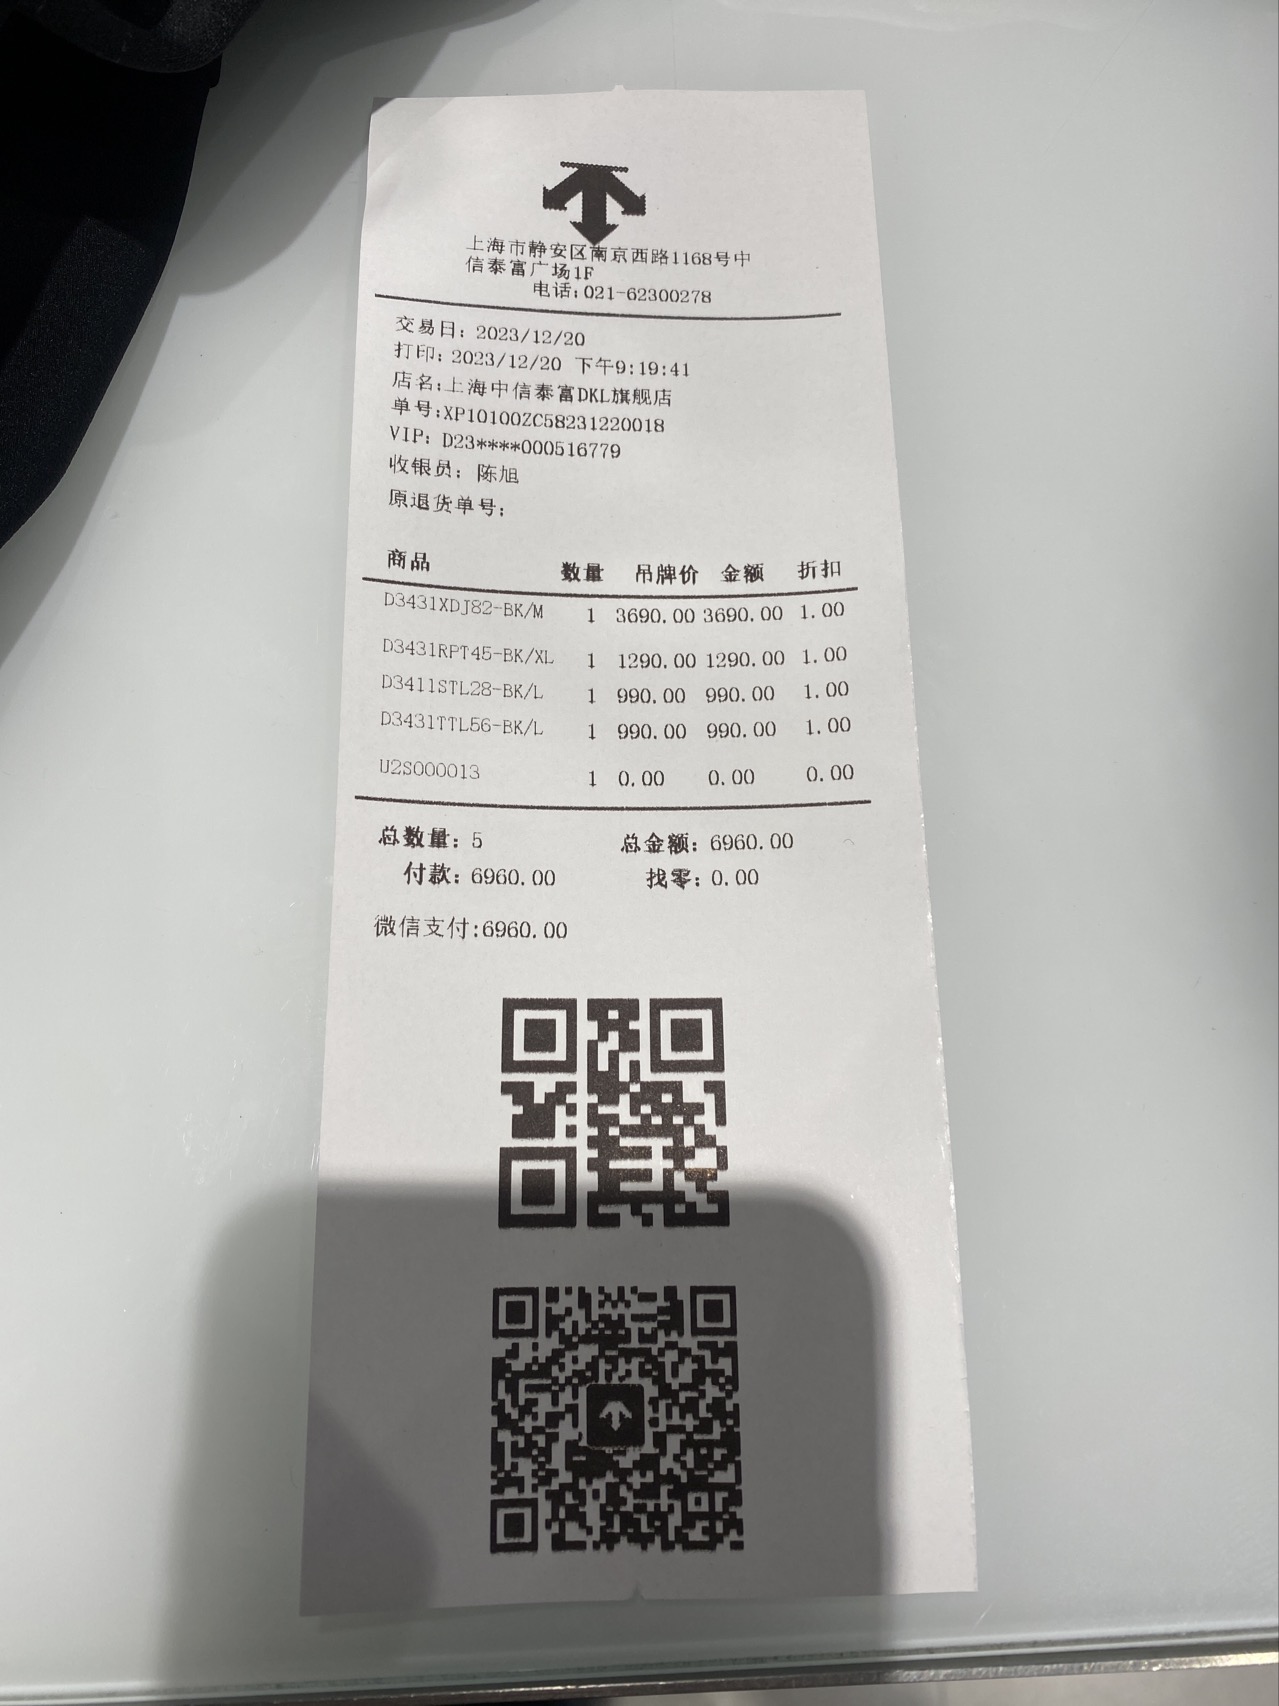 上海市静安区南京西路1168号中
信泰富广场1F
电话:021-62300278
交易日: 2023/12/20
打印: 2023/12/20 下午9:19:41
店名:上海中信泰富DKL旗舰店
单号:XP10100ZC58231220018
VIP: D23****000516779
收银员: 陈旭
原退货单号:
商品 数量 吊牌价 金额 折扣
D3431XDJ82-BK/M 1 3690.00 3690.00 1.00
D3431RPT45-BK/XL 1 1290.00 1290.00 1.00
D3411STL28-BK/L 1 990.00 990.00 1.00
D3431TTL56-BK/L 1 990.00 990.00 1.00
U2S000013 1 0.00 0.00 0.00
总数量: 5 总金额: 6960.00
付款: 6960.00 找零: 0.00
微信支付:6960.00